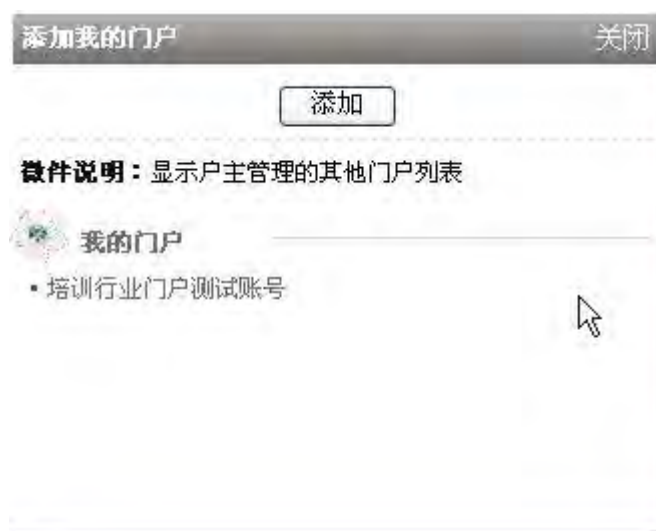 添加我的门户 关闭
添加
微件说明：显示户主管理的其他门户列表
我的门户
• 培训行业门户测试账号